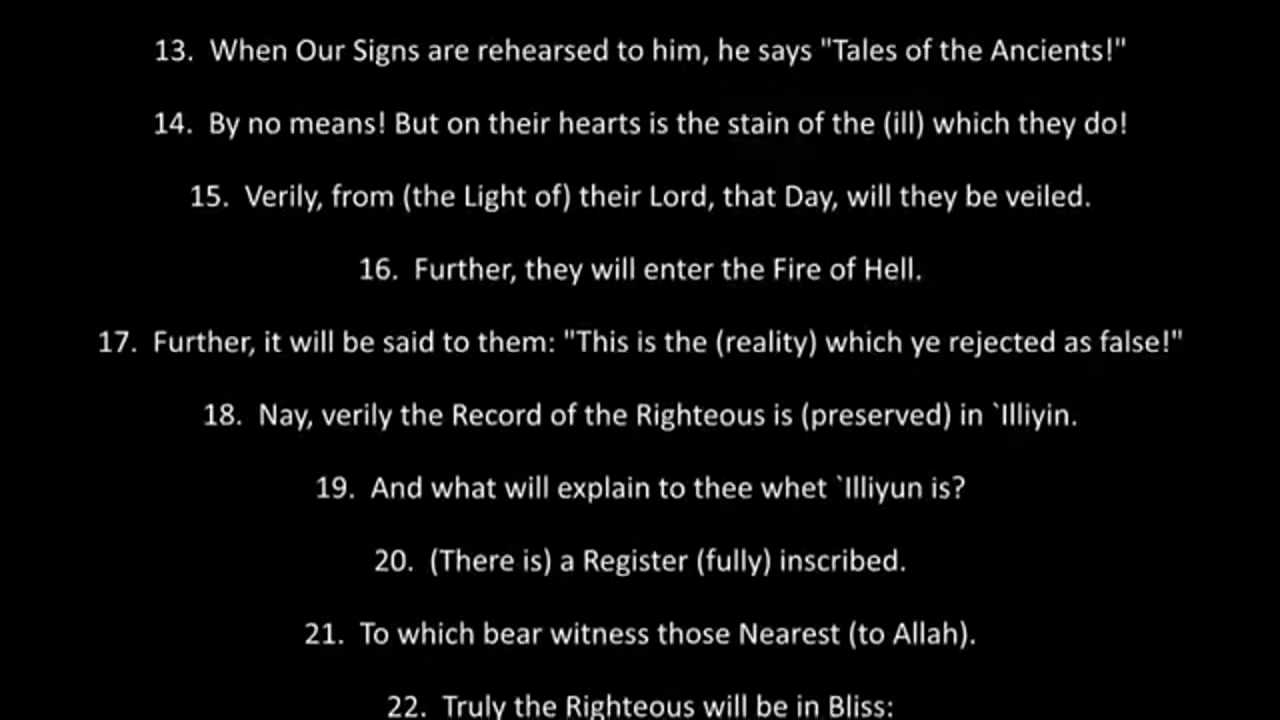 13. When Our Signs are rehearsed to him, he says "Tales of the Ancients!"
14. By no means! But on their hearts is the stain of the (ill) which they do!
15. Verily, from (the Light of) their Lord, that Day, will they be veiled.
16. Further, they will enter the Fire of Hell.
17. Further, it will be said to them: "This is the (reality) which ye rejected as false!"
18. Nay, verily the Record of the Righteous is (preserved) in `Illiyin.
19. And what will explain to thee whet `Illiyun is?
20. (There is) a Register (fully) inscribed.
21. To which bear witness those Nearest (to Allah).
22. Truly the Righteous will be in Bliss: